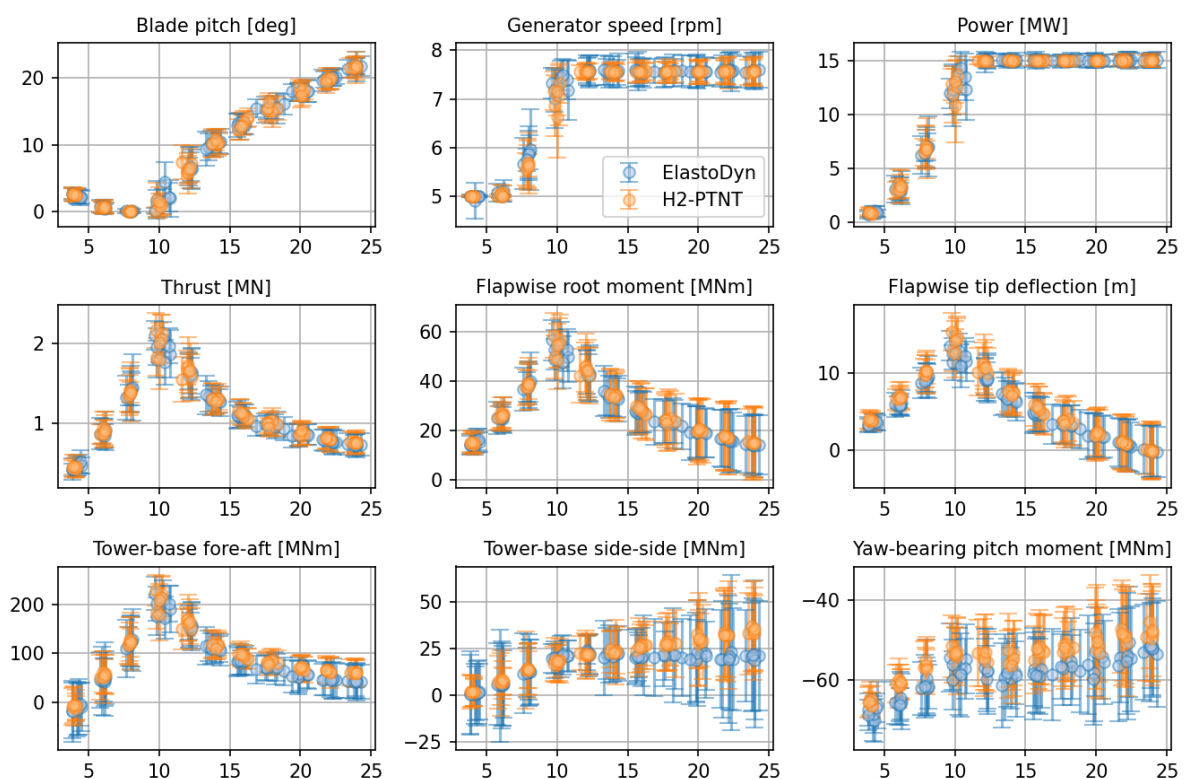 Blade pitch [deg]
Generator speed [rpm]
Power [MW]
20
10
0
5 10 15 20 25
8
7
6
5
ElastoDyn
H2-PTNT
5 10 15 20 25
15
10
5
0
5 10 15 20 25
Thrust [MN]
Flapwise root moment [MNm]
Flapwise tip deflection [m]
2
1
5 10 15 20 25
60
40
20
0
5 10 15 20 25
10
0
5 10 15 20 25
Tower-base fore-aft [MNm]
Tower-base side-side [MNm]
Yaw-bearing pitch moment [MNm]
200
100
0
5 10 15 20 25
50
25
0
−25
5 10 15 20 25
−40
−60
5 10 15 20 25